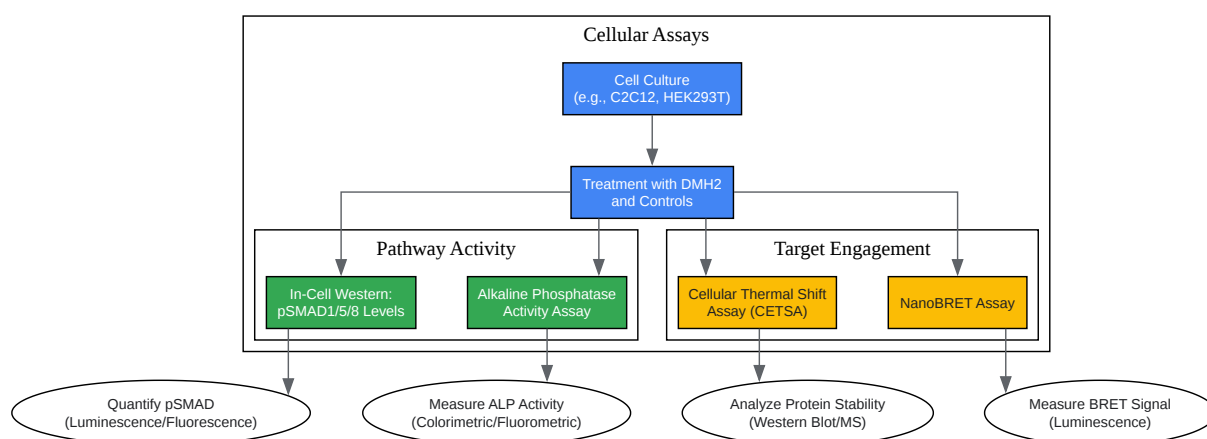 Cellular Assays
Cell Culture
(e.g., C2C12, HEK293T)
Treatment with DMH2
and Controls
Pathway Activity
Target Engagement
In-Cell Western:
pSMAD1/5/8 Levels
Alkaline Phosphatase
Activity Assay
Cellular Thermal Shift
Assay (CETSA)
NanoBRET Assay
Quantify pSMAD
(Luminescence/Fluorescence)
Measure ALP Activity
(Colorimetric/Fluorometric)
Analyze Protein Stability
(Western Blot/MS)
Measure BRET Signal
(Luminescence)